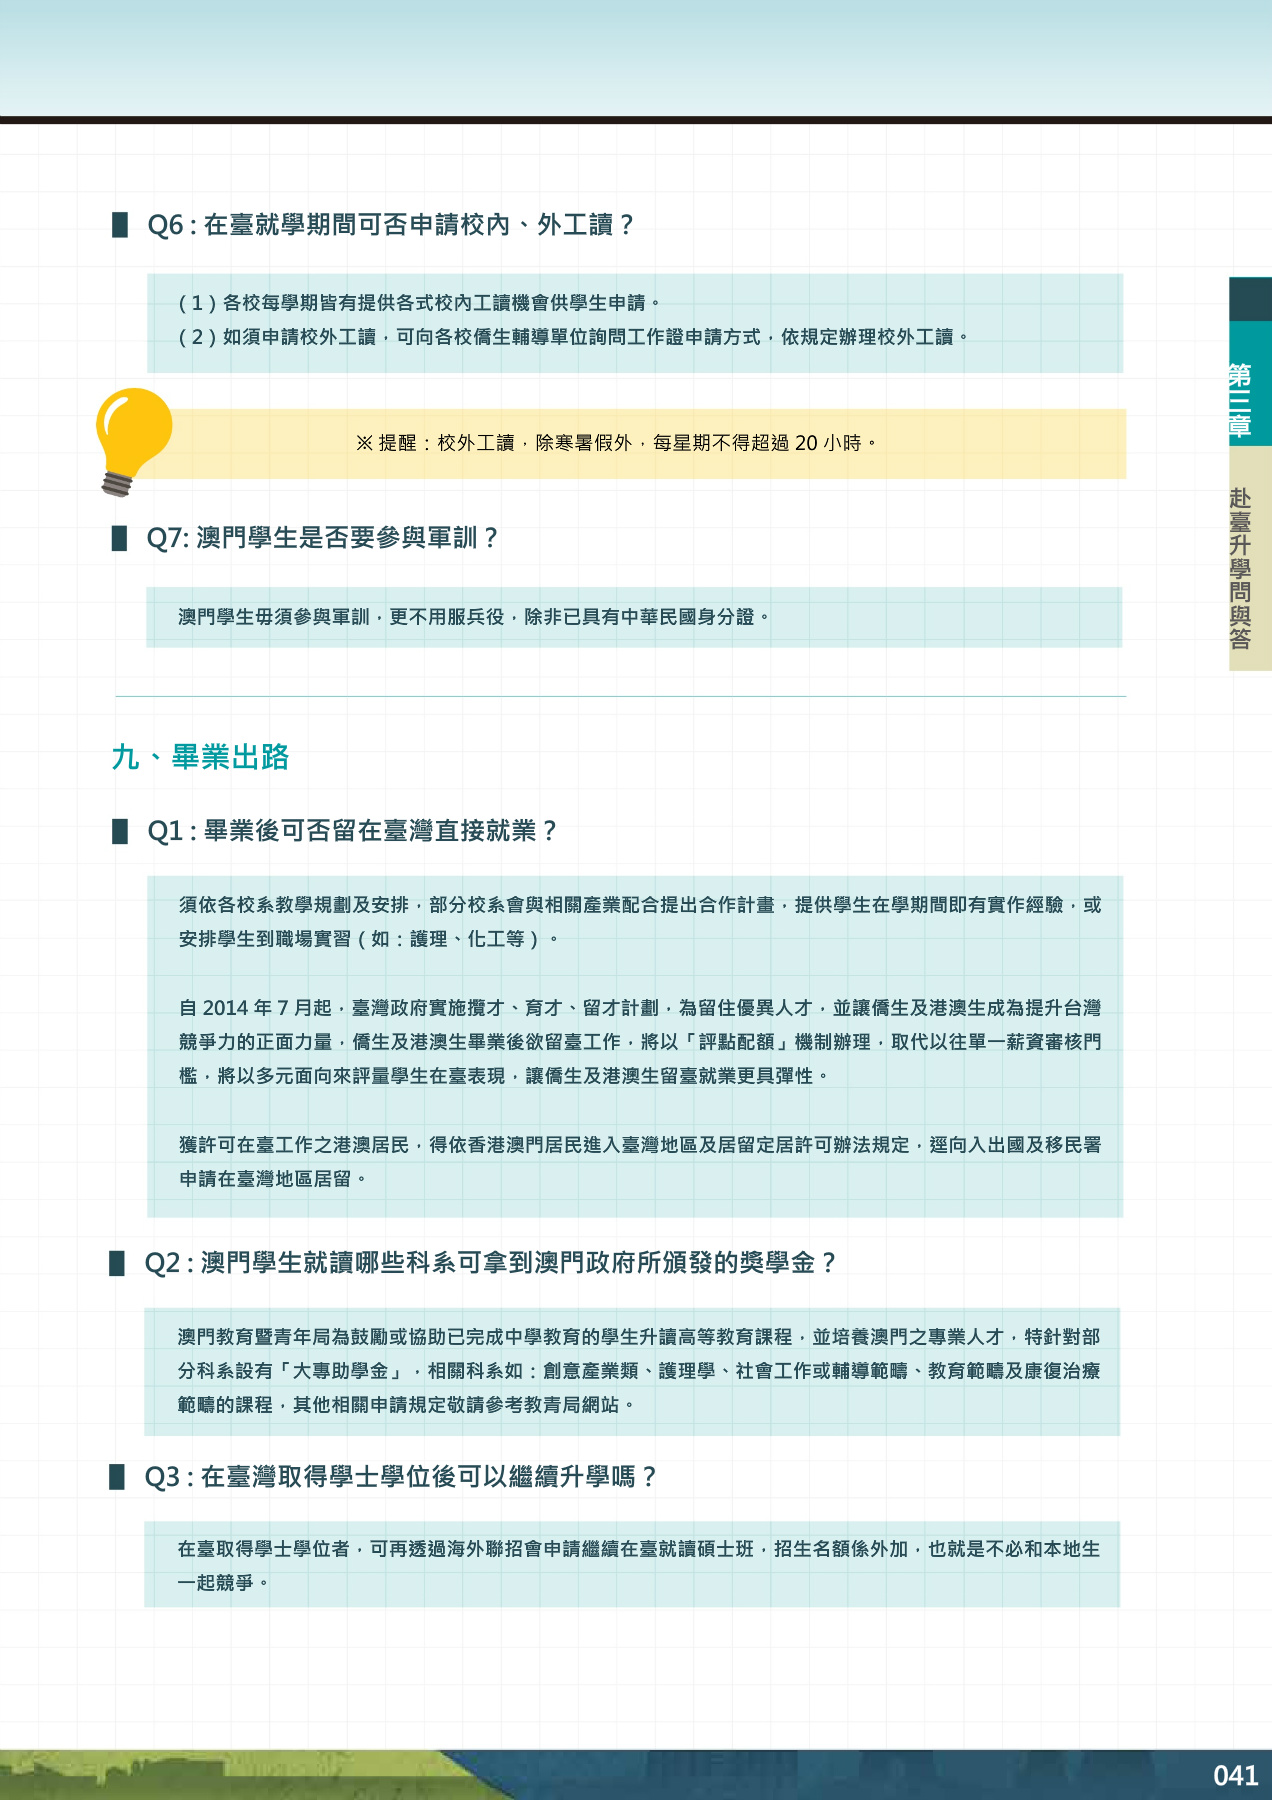 Q6 : 在臺就學期間可否申請校內、外工讀？
（1）各校每學期皆有提供各式校內工讀機會供學生申請。
（2）如須申請校外工讀，可向各校僑生輔導單位詢問工作證申請方式，依規定辦理校外工讀。
※ 提醒：校外工讀，除寒暑假外，每星期不得超過 20 小時。
Q7: 澳門學生是否要參與軍訓？
澳門學生毋須參與軍訓，更不用服兵役，除非已具有中華民國身分證。
九、畢業出路
Q1 : 畢業後可否留在臺灣直接就業？
須依各校系教學規劃及安排，部分校系會與相關產業配合提出合作計畫，提供學生在學期間即有實作經驗，或
安排學生到職場實習（如：護理、化工等）。
自 2014 年 7 月起，臺灣政府實施攬才、育才、留才計劃，為留住優異人才，並讓僑生及港澳生成為提升台灣
競爭力的正面力量，僑生及港澳生畢業後欲留臺工作，將以「評點配額」機制辦理，取代以往單一薪資審核門
檻，將以多元面向來評量學生在臺表現，讓僑生及港澳生留臺就業更具彈性。
獲許可在臺工作之港澳居民，得依香港澳門居民進入臺灣地區及居留定居許可辦法規定，逕向入出國及移民署
申請在臺灣地區居留。
Q2 : 澳門學生就讀哪些科系可拿到澳門政府所頒發的獎學金？
澳門教育暨青年局為鼓勵或協助已完成中學教育的學生升讀高等教育課程，並培養澳門之專業人才，特針對部
分科系設有「大專助學金」，相關科系如：創意產業類、護理學、社會工作或輔導範疇、教育範疇及康復治療
範疇的課程，其他相關申請規定敬請參考教青局網站。
Q3 : 在臺灣取得學士學位後可以繼續升學嗎？
在臺取得學士學位者，可再透過海外聯招會申請繼續在臺就讀碩士班，招生名額係外加，也就是不必和本地生
一起競爭。
第三章
赴臺升學問與答
041